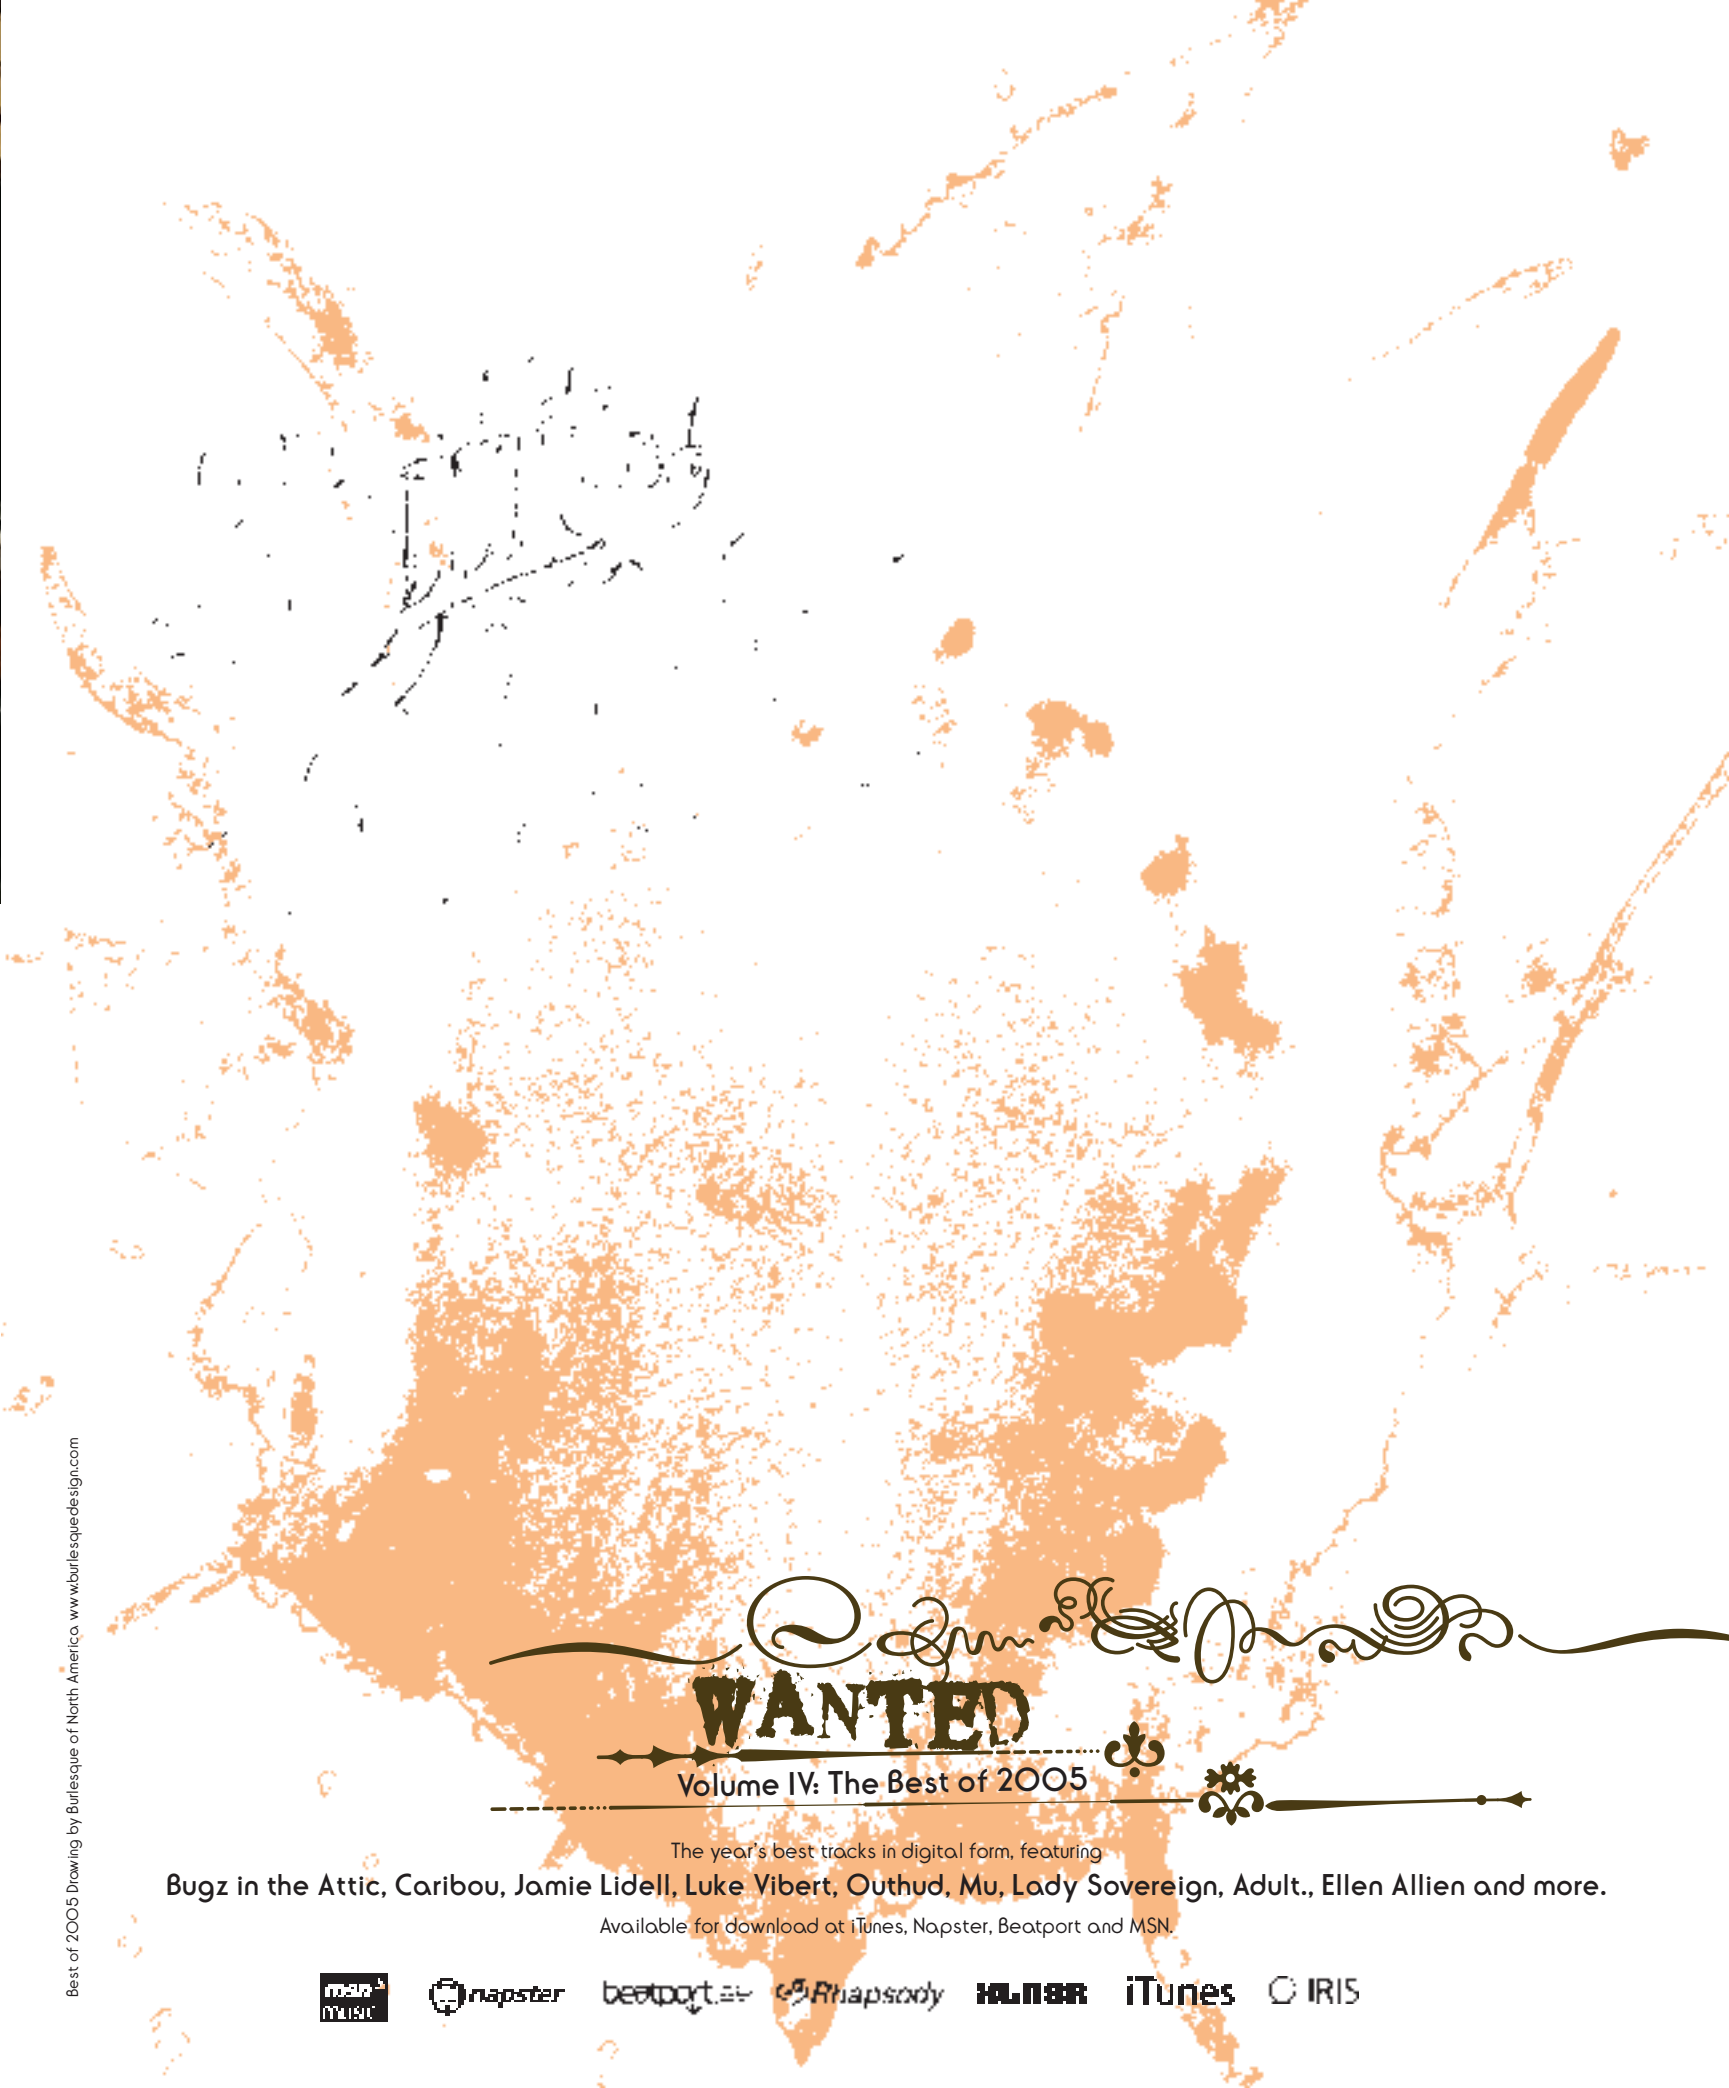 WANTED
Volume IV: The Best of 2005
The year's best tracks in digital form, featuring
Bugz in the Attic, Caribou, Jamie Lidell, Luke Vibert, Outhud, Mu, Lady Sovereign, Adult., Ellen Allien and more.
Available for download at iTunes, Napster, Beatport and MSN.
msn music napster beatport Rhapsody iTunes IRIS
Best of 2005 Drawing by Burlesque of North America www.burlesquedesign.com